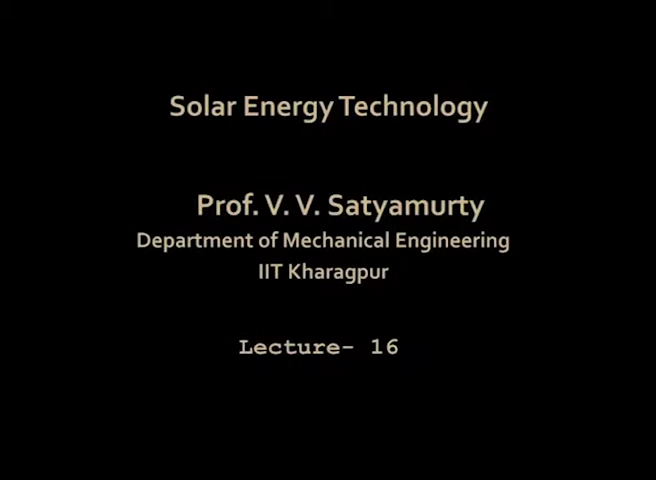 Solar Energy Technology
Prof. V. V. Satyamurty
Department of Mechanical Engineering
IIT Kharagpur
Lecture- 16